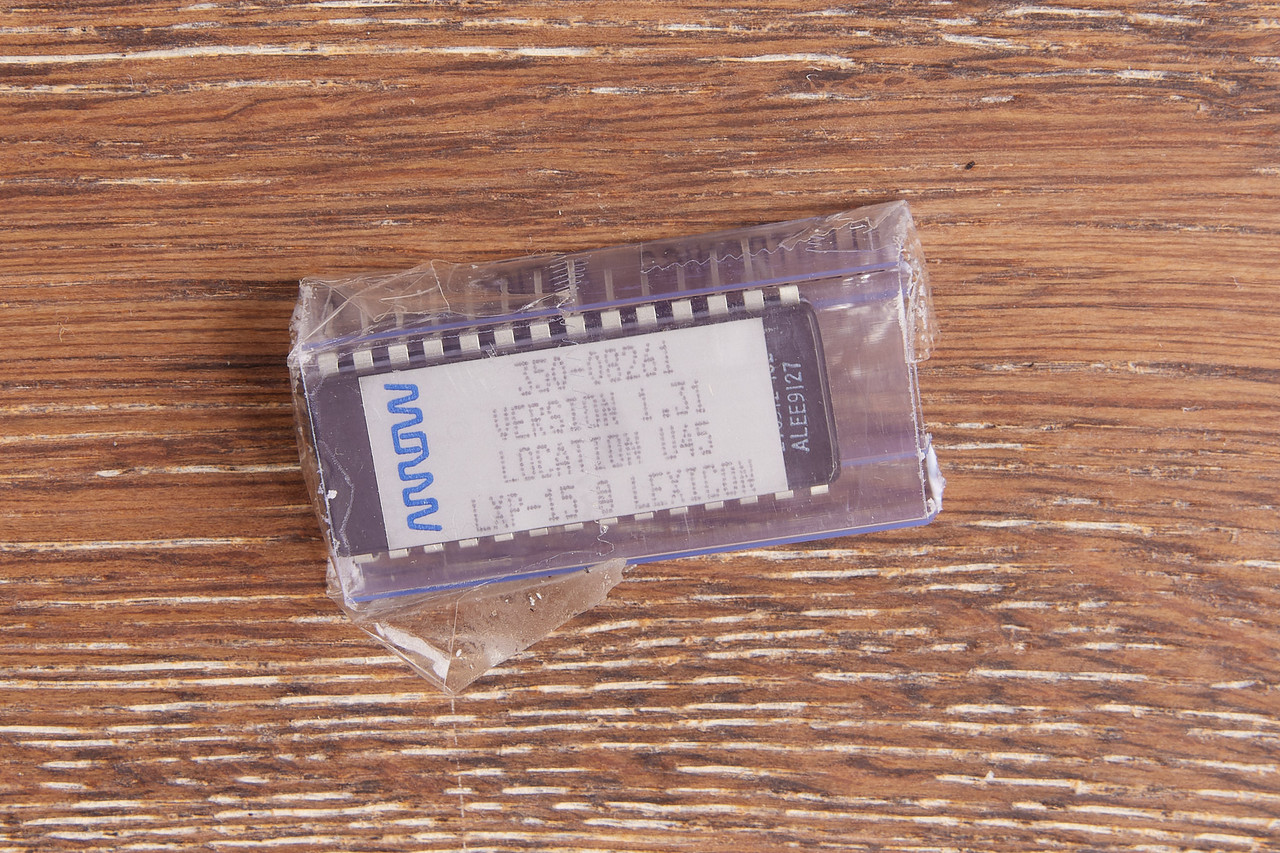 350-08261
VERSION 1.31
LOCATION U45
LXP-15 @ LEXICON
ALEE9127